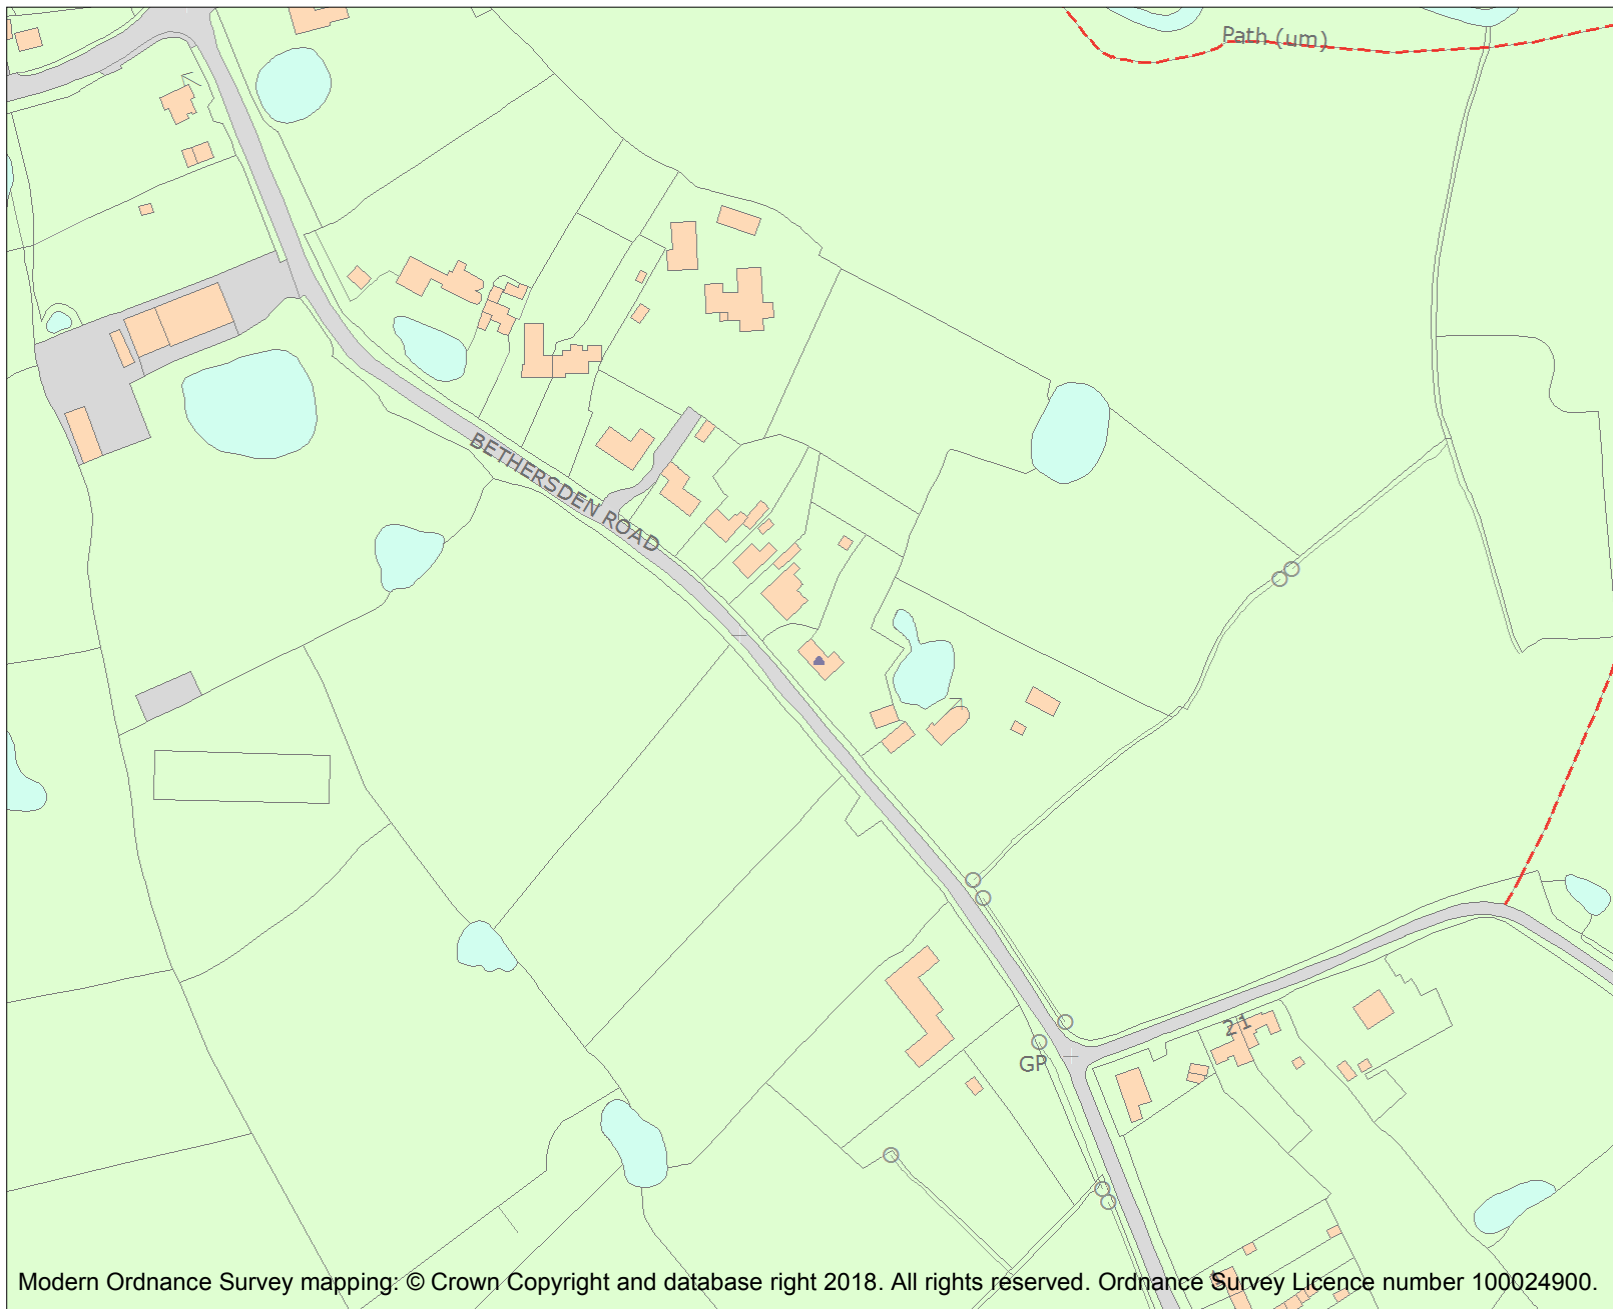 Path (um)
BETHERSDEN ROAD
21
GP
Modern Ordnance Survey mapping: © Crown Copyright and database right 2018. All rights reserved. Ordnance Survey Licence number 100024900.